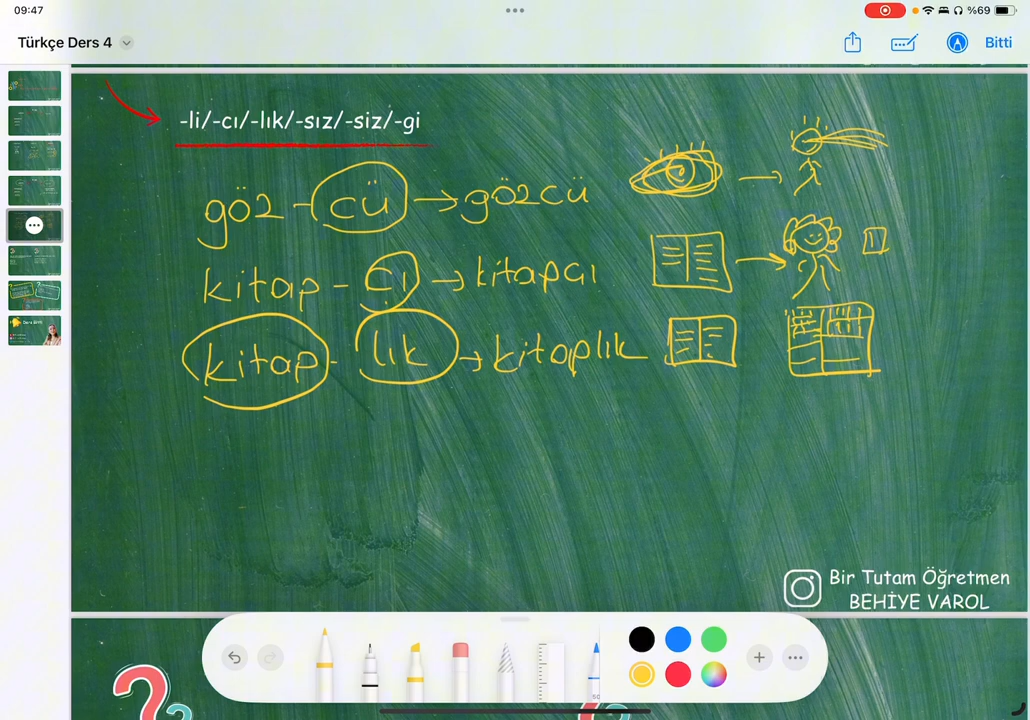 09:47
%69
Türkçe Ders 4
Bitti
-li/-cı/-lık/-sız/-siz/-gi
göz - cü → gözcü
kitap - cı → kitapcı
kitap - lık → kitaplık
Bir Tutam Öğretmen
BEHİYE VAROL